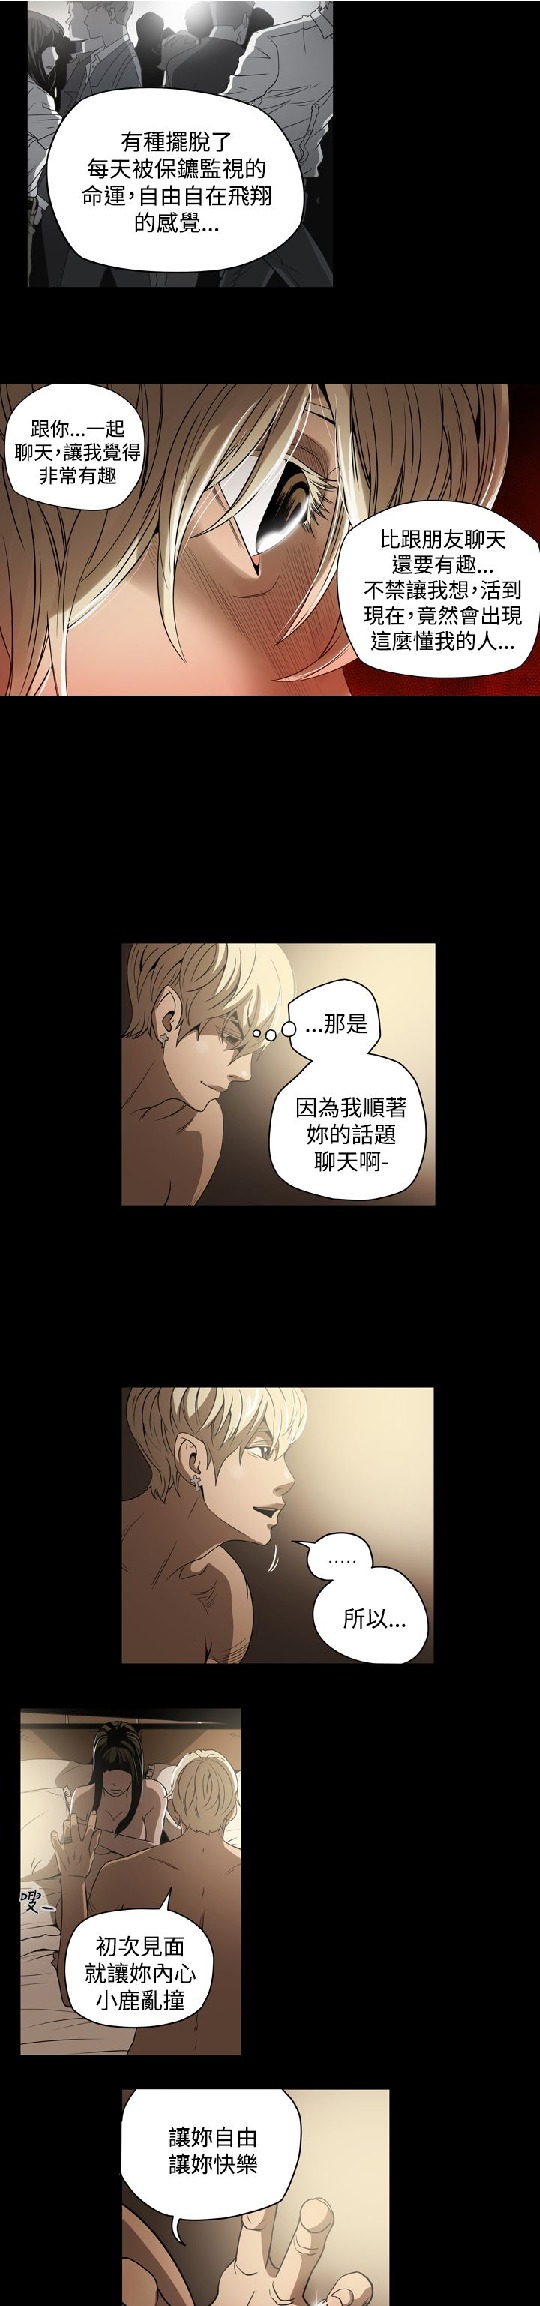 有種擺脫了
每天被保鑣監視的
命運，自由自在飛翔
的感覺...
跟你...一起
聊天，讓我覺得
非常有趣
比跟朋友聊天
還要有趣...
不禁讓我想，活到
現在，竟然會出現
這麼懂我的人...
...那是
因為我順著
妳的話題
聊天啊-
.....
所以...
嗖—
初次見面
就讓妳內心
小鹿亂撞
讓妳自由
讓妳快樂